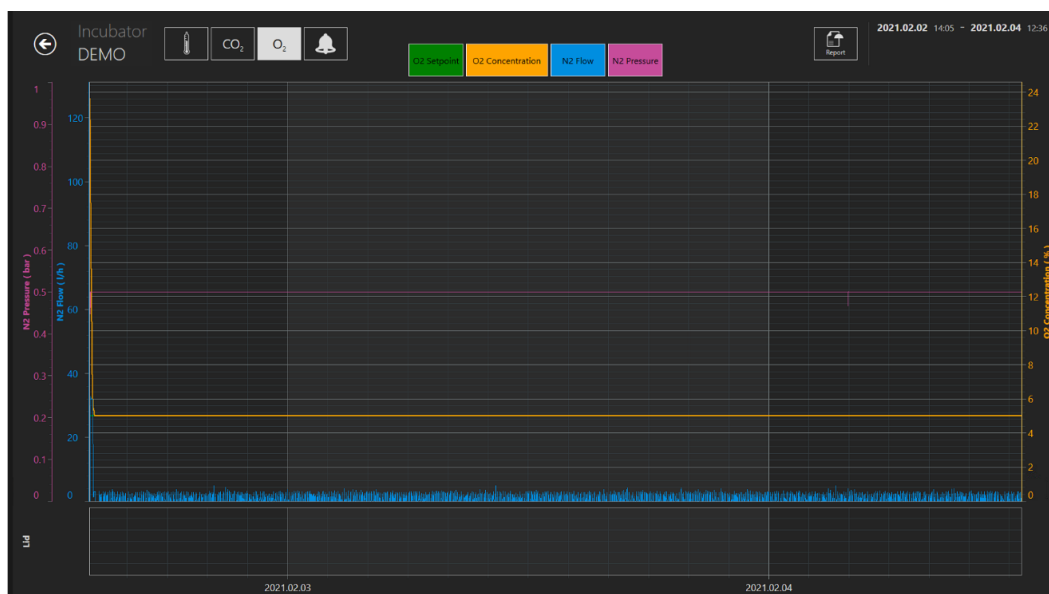 Incubator
DEMO
CO2
O2
O2 Setpoint
O2 Concentration
N2 Flow
N2 Pressure
Report
2021.02.02 14:05 - 2021.02.04 12:36
N2 Pressure ( bar )
1
0.9
0.8
0.7
0.6
0.5
0.4
0.3
0.2
0.1
0
N2 Flow ( l/h )
120
100
80
60
40
20
0
O2 Concentration ( % )
24
22
20
18
16
14
12
10
8
6
4
2
0
Lid
2021.02.03
2021.02.04